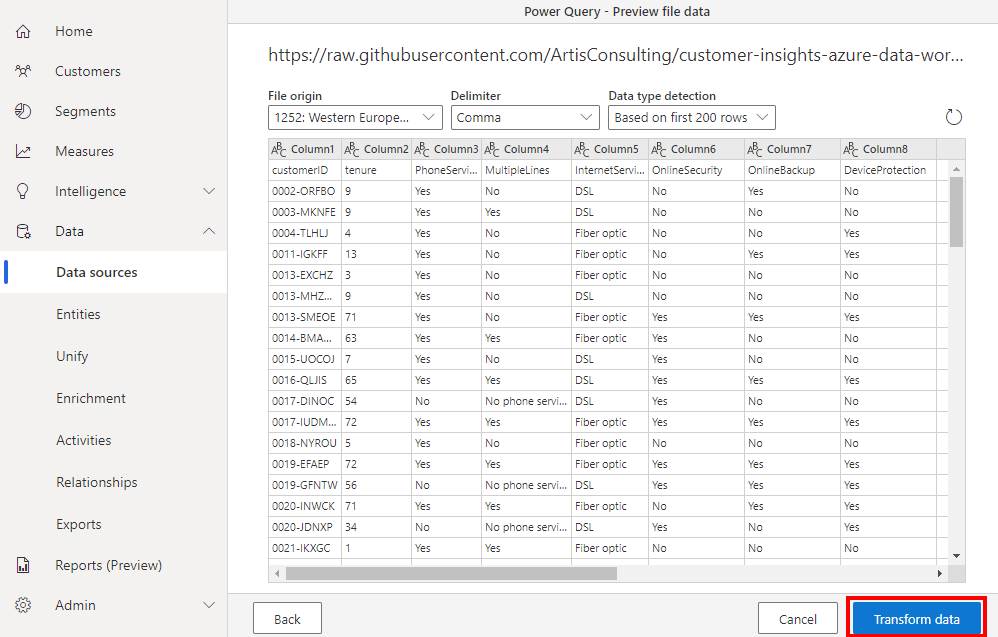 Power Query - Preview file data
Home
Customers
Segments
Measures
Intelligence
Data
Data sources
Entities
Unify
Enrichment
Activities
Relationships
Exports
Reports (Preview)
Admin
https://raw.githubusercontent.com/ArtisConsulting/customer-insights-azure-data-wor...
File origin Delimiter Data type detection
1252: Western Europe... Comma Based on first 200 rows
ABC Column1 ABC Column2 ABC Column3 ABC Column4 ABC Column5 ABC Column6 ABC Column7 ABC Column8
customerID tenure PhoneServi... MultipleLines InternetServi... OnlineSecurity OnlineBackup DeviceProtection
0002-ORFBO 9 Yes No DSL No Yes No
0003-MKNFE 9 Yes Yes DSL No No No
0004-TLHLJ 4 Yes No Fiber optic No No Yes
0011-IGKFF 13 Yes No Fiber optic No Yes Yes
0013-EXCHZ 3 Yes No Fiber optic No No No
0013-MHZ... 9 Yes No DSL No No No
0013-SMEOE 71 Yes No Fiber optic Yes Yes Yes
0014-BMA... 63 Yes Yes Fiber optic Yes No No
0015-UOCOJ 7 Yes No DSL Yes No No
0016-QLJIS 65 Yes Yes DSL Yes Yes Yes
0017-DINOC 54 No No phone servi... DSL Yes No No
0017-IUDM... 72 Yes Yes Fiber optic Yes Yes Yes
0018-NYROU 5 Yes No Fiber optic No No No
0019-EFAEP 72 Yes Yes Fiber optic Yes Yes Yes
0019-GFNTW 56 No No phone servi... DSL Yes Yes Yes
0020-INWCK 71 Yes Yes Fiber optic No Yes Yes
0020-JDNXP 34 No No phone servi... DSL Yes No Yes
0021-IKXGC 1 Yes Yes Fiber optic No No No
Back Cancel Transform data